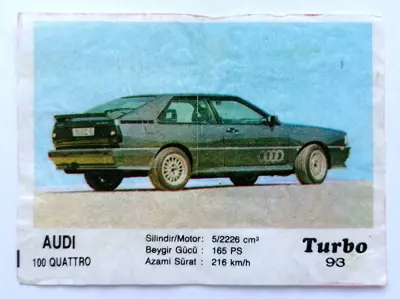 AUDI
100 QUATTRO
Silindir/Motor: 5/2226 cm³
Beygir Gücü : 165 PS
Azami Sürat : 216 km/h
Turbo
93